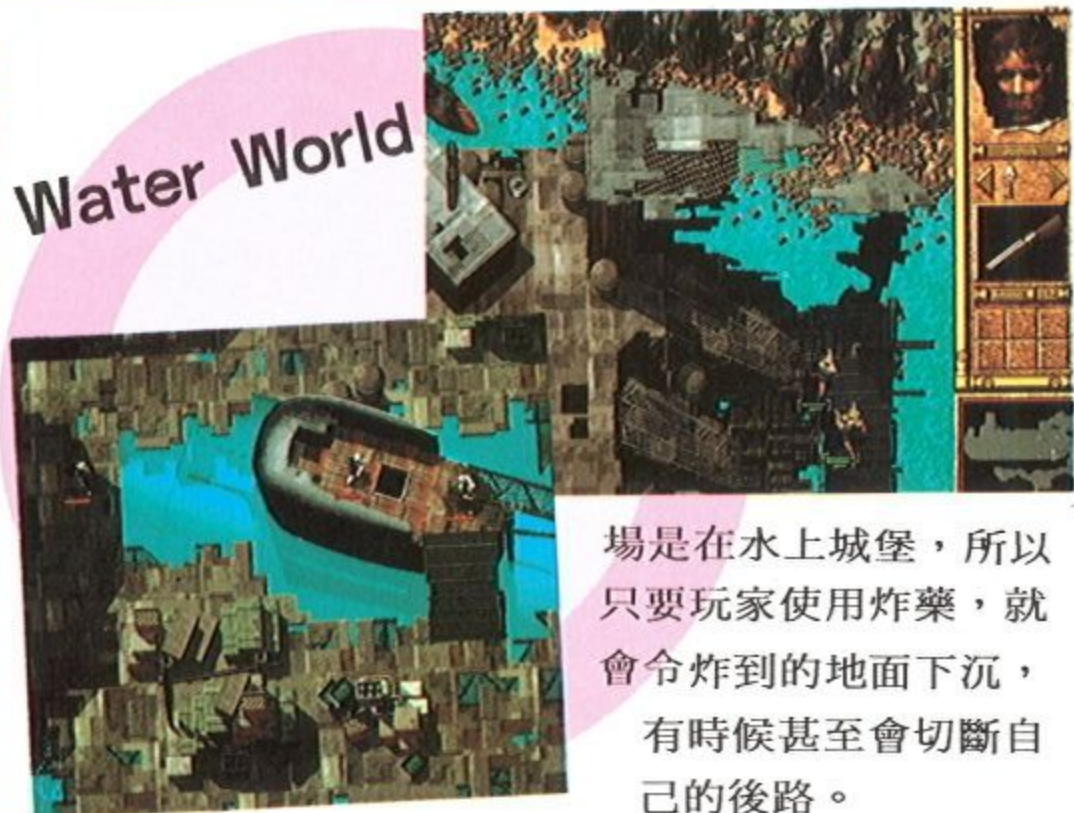 Water World
場是在水上城堡，所以
只要玩家使用炸藥，就
會令炸到的地面下沉，
有時候甚至會切斷自
己的後路。